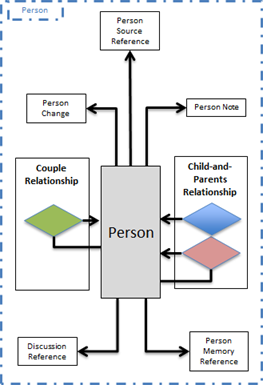 Person
Person
Source
Reference
Person
Change
Person Note
Couple
Relationship
Child-and-
Parents
Relationship
Person
Discussion
Reference
Person
Memory
Reference